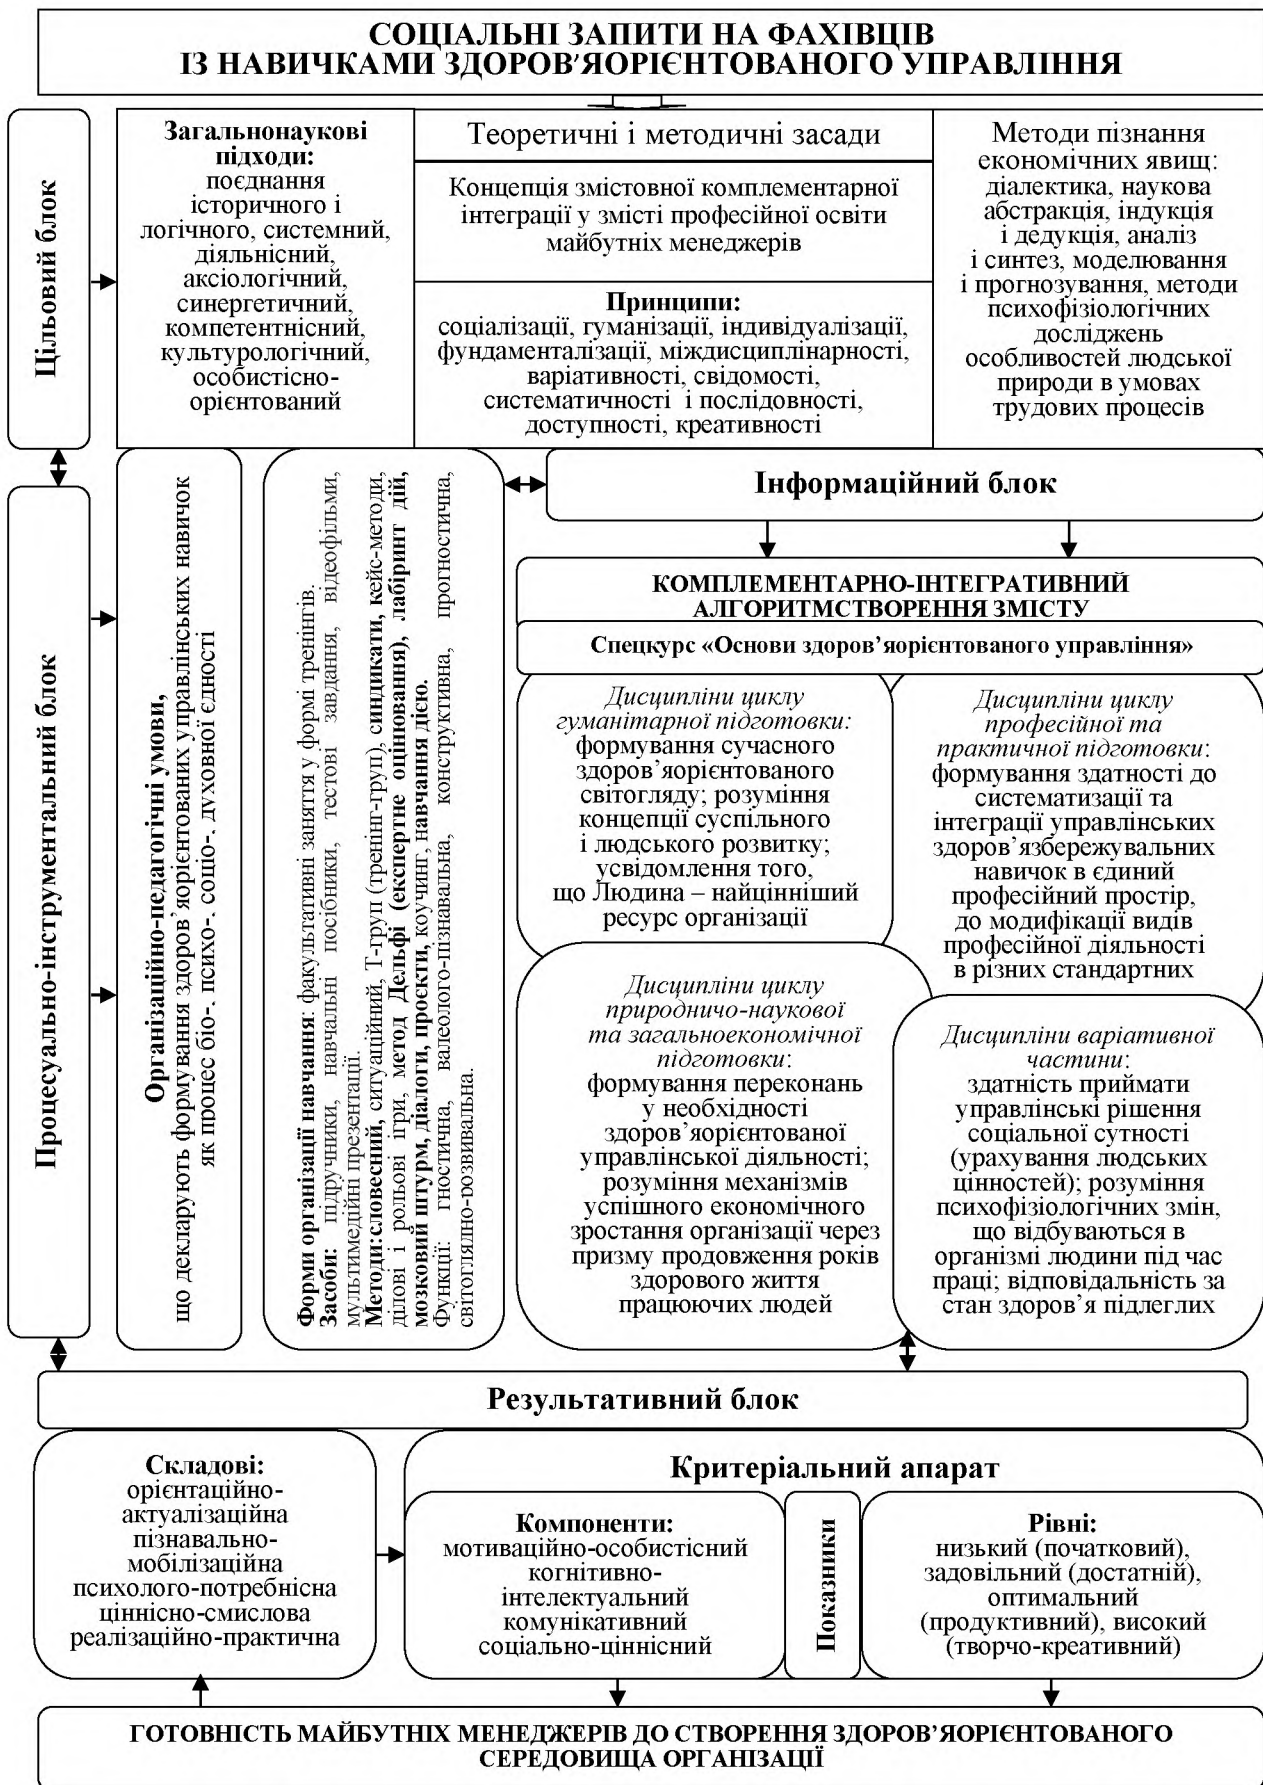 СОЦІАЛЬНІ ЗАПИТИ НА ФАХІВЦІВ
ІЗ НАВИЧКАМИ ЗДОРОВ’ЯОРІЄНТОВАНОГО УПРАВЛІННЯ
Цільовий блок
Загальнонаукові
підходи:
поєднання
історичного і
логічного, системний,
діяльнісний,
аксіологічний,
синергетичний,
компетентнісний,
культурологічний,
особистісно-
орієнтований
Теоретичні і методичні засади
Концепція змістовної комплементарної
інтеграції у змісті професійної освіти
майбутніх менеджерів
Принципи:
соціалізації, гуманізації, індивідуалізації,
фундаменталізації, міждисциплінарності,
варіативності, свідомості,
систематичності і послідовності,
доступності, креативності
Методи пізнання
економічних явищ:
діалектика, наукова
абстракція, індукція
і дедукція, аналіз
і синтез, моделювання
і прогнозування, методи
психофізіологічних
досліджень
особливостей людської
природи в умовах
трудових процесів
Процесуально-інструментальний блок
Організаційно-педагогічні умови,
що декларують формування здоров’яорієнтованих управлінських навичок
як процес біо-, психо-, соціо-, духовної єдності
Форми організації навчання: факультативні заняття у формі тренінгів.
Засоби: підручники, навчальні посібники, тестові завдання, відеофільми,
мультимедійні презентації.
Методи:словесний, ситуаційний, Т-груп (тренінг-груп), синдикати, кейс-методи,
ділові і рольові ігри, метод Дельфі (експертне оцінювання), лабіринт дій,
мозковий штурм, діалоги, проєкти, коучинг, навчання дією.
Функції: гностична, валеолого-пізнавальна, конструктивна, прогностична,
світоглядно-розвивальна.
Інформаційний блок
КОМПЛЕМЕНТАРНО-ІНТЕГРАТИВНИЙ
АЛГОРИТМСТВОРЕННЯ ЗМІСТУ
Спецкурс «Основи здоров’яорієнтованого управління»
Дисципліни циклу
гуманітарної підготовки:
формування сучасного
здоров’яорієнтованого
світогляду; розуміння
концепції суспільного
і людського розвитку;
усвідомлення того,
що Людина – найцінніший
ресурс організації
Дисципліни циклу
професійної та
практичної підготовки:
формування здатності до
систематизації та
інтеграції управлінських
здоров’язбережувальних
навичок в єдиний
професійний простір,
до модифікації видів
професійної діяльності
в різних стандартних
Дисципліни циклу
природничо-наукової
та загальноекономічної
підготовки:
формування переконань
у необхідності
здоров’яорієнтованої
управлінської діяльності;
розуміння механізмів
успішного економічного
зростання організації через
призму продовження років
здорового життя
працюючих людей
Дисципліни варіативної
частини:
здатність приймати
управлінські рішення
соціальної сутності
(урахування людських
цінностей); розуміння
психофізіологічних змін,
що відбуваються в
організмі людини під час
праці; відповідальність за
стан здоров’я підлеглих
Результативний блок
Складові:
орієнтаційно-
актуалізаційна
пізнавально-
мобілізаційна
психолого-потребнісна
ціннісно-смислова
реалізаційно-практична
Критеріальний апарат
Компоненти:
мотиваційно-особистісний
когнітивно-
інтелектуальний
комунікативний
соціально-ціннісний
Показники
Рівні:
низький (початковий),
задовільний (достатній),
оптимальний
(продуктивний), високий
(творчо-креативний)
ГОТОВНІСТЬ МАЙБУТНІХ МЕНЕДЖЕРІВ ДО СТВОРЕННЯ ЗДОРОВ’ЯОРІЄНТОВАНОГО
СЕРЕДОВИЩА ОРГАНІЗАЦІЇ